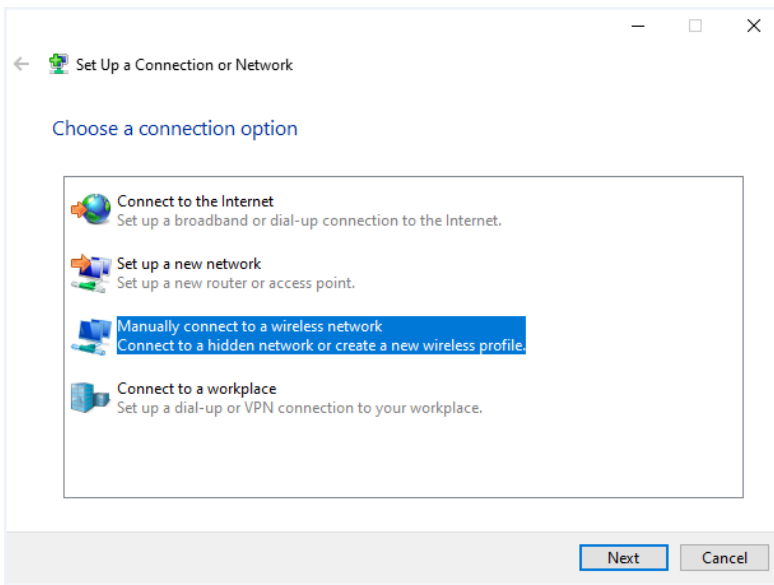 Set Up a Connection or Network
Choose a connection option
Connect to the Internet
Set up a broadband or dial-up connection to the Internet.
Set up a new network
Set up a new router or access point.
Manually connect to a wireless network
Connect to a hidden network or create a new wireless profile.
Connect to a workplace
Set up a dial-up or VPN connection to your workplace.
Next Cancel